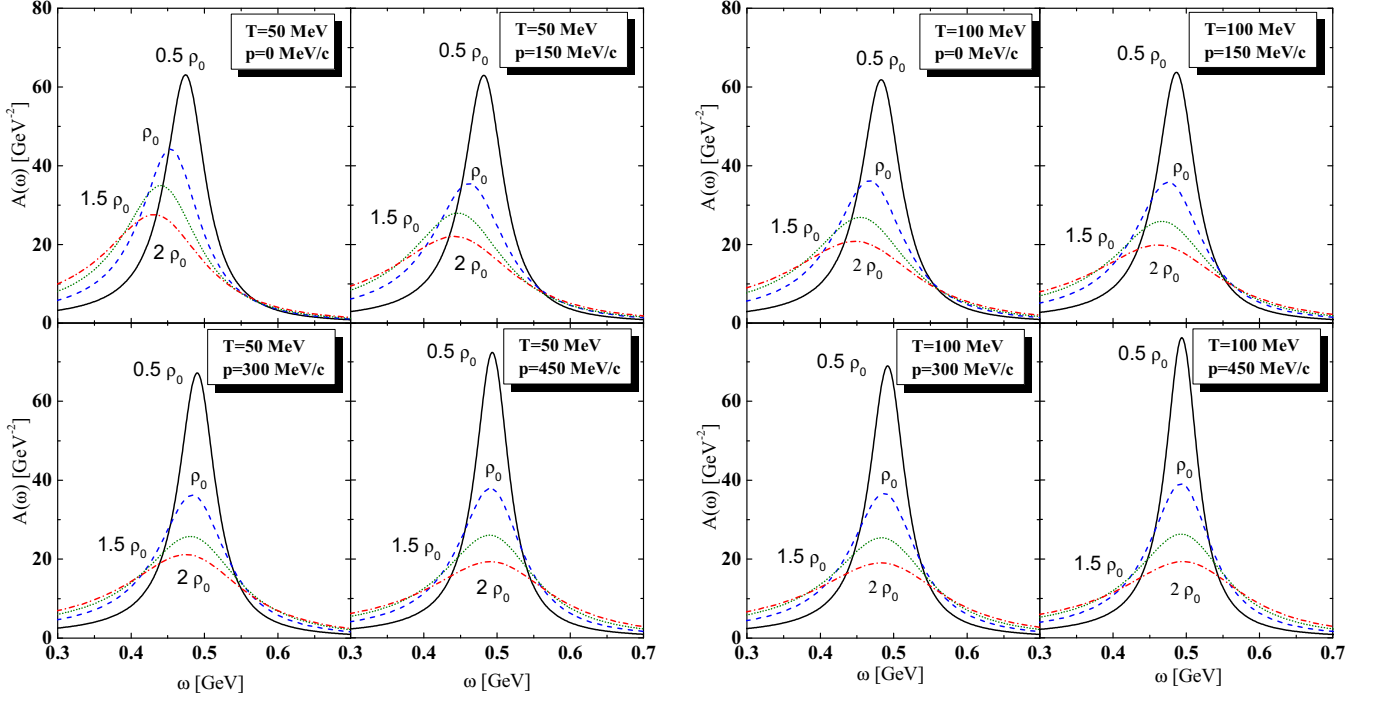 80
60
40
20
0
A(ω) [GeV⁻²]
T=50 MeV
p=0 MeV/c
0.5 ρ₀
ρ₀
1.5 ρ₀
2 ρ₀
T=50 MeV
p=150 MeV/c
0.5 ρ₀
ρ₀
1.5 ρ₀
2 ρ₀
60
40
20
0
A(ω) [GeV⁻²]
T=50 MeV
p=300 MeV/c
0.5 ρ₀
ρ₀
1.5 ρ₀
2 ρ₀
T=50 MeV
p=450 MeV/c
0.5 ρ₀
ρ₀
1.5 ρ₀
2 ρ₀
0.3 0.4 0.5 0.6 0.3 0.4 0.5 0.6 0.7
ω [GeV] ω [GeV]
80
60
40
20
0
A(ω) [GeV⁻²]
T=100 MeV
p=0 MeV/c
0.5 ρ₀
ρ₀
1.5 ρ₀
2 ρ₀
T=100 MeV
p=150 MeV/c
0.5 ρ₀
ρ₀
1.5 ρ₀
2 ρ₀
60
40
20
0
A(ω) [GeV⁻²]
T=100 MeV
p=300 MeV/c
0.5 ρ₀
ρ₀
1.5 ρ₀
2 ρ₀
T=100 MeV
p=450 MeV/c
0.5 ρ₀
ρ₀
1.5 ρ₀
2 ρ₀
0.3 0.4 0.5 0.6 0.3 0.4 0.5 0.6 0.7
ω [GeV] ω [GeV]